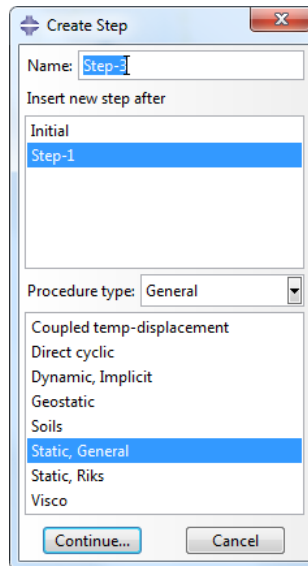 Create Step
Name: Step-3
Insert new step after
Initial
Step-1
Procedure type: General
Coupled temp-displacement
Direct cyclic
Dynamic, Implicit
Geostatic
Soils
Static, General
Static, Riks
Visco
Continue... Cancel